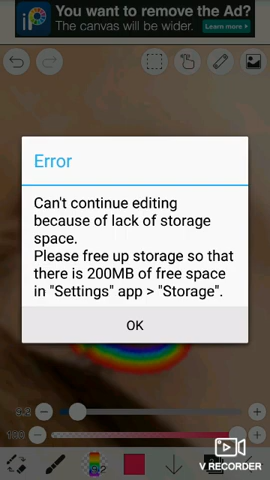 iP
You want to remove the Ad?
The canvas will be wider.
Learn more ▸
Error
Can't continue editing
because of lack of storage
space.
Please free up storage so that
there is 200MB of free space
in "Settings" app > "Storage".
OK
9.2
V RECORDER